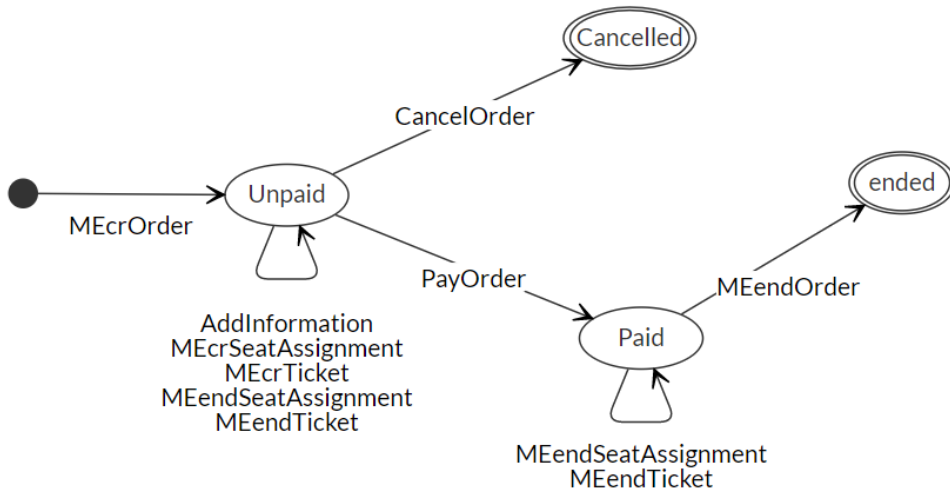 Cancelled
CancelOrder
Unpaid
ended
MEcrOrder
PayOrder
MEendOrder
AddInformation
MEcrSeatAssignment
MEcrTicket
MEendSeatAssignment
MEendTicket
Paid
MEendSeatAssignment
MEendTicket